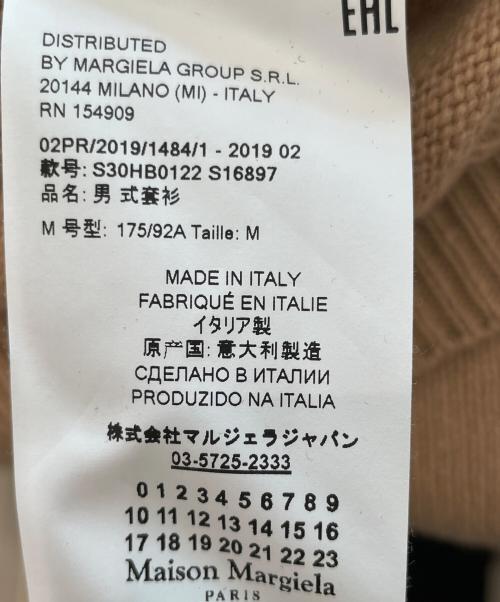 EAC
DISTRIBUTED
BY MARGIELA GROUP S.R.L.
20144 MILANO (MI) - ITALY
RN 154909
02PR/2019/1484/1 - 2019 02
款号: S30HB0122 S16897
品名: 男 式套衫
M 号型: 175/92A Taille: M
MADE IN ITALY
FABRIQUÉ EN ITALIE
イタリア製
原产国: 意大利製造
СДЕЛАНО В ИТАЛИИ
PRODUZIDO NA ITALIA
株式会社マルジェラジャパン
03-5725-2333
0 1 2 3 4 5 6 7 8 9
10 11 12 13 14 15 16
17 18 19 20 21 22 23
Maison Margiela
PARIS